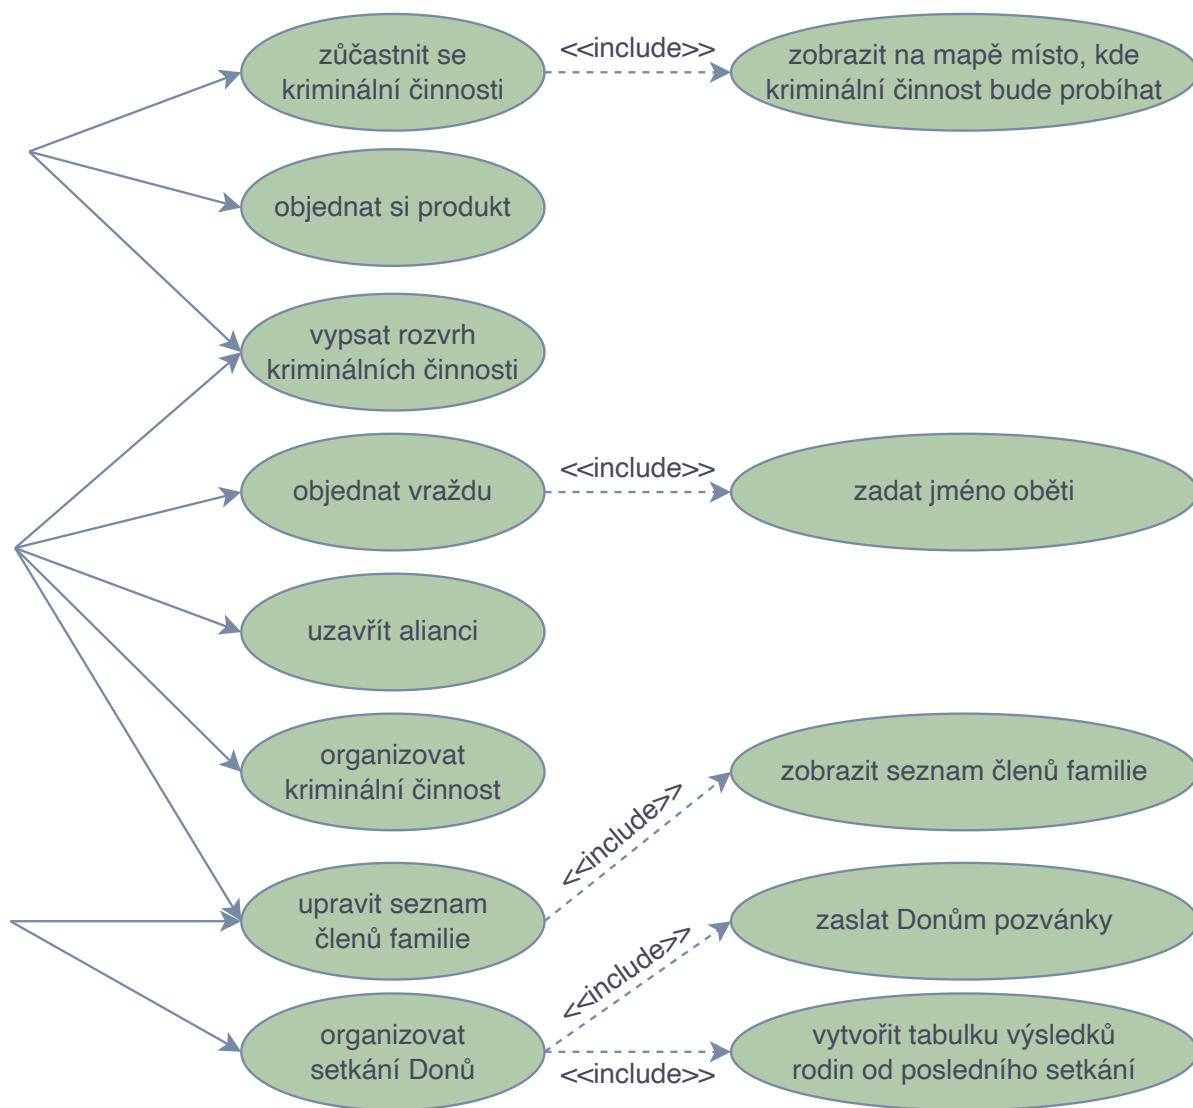 zůčastnit se
kriminální činnosti
<<include>>
zobrazit na mapě místo, kde
kriminální činnost bude probíhat
objednat si produkt
vypsat rozvrh
kriminálních činnosti
objednat vraždu
<<include>>
zadat jméno oběti
uzavřít alianci
organizovat
kriminální činnost
<<include>>
zobrazit seznam členů familie
upravit seznam
členů familie
<<include>>
zaslat Donům pozvánky
organizovat
setkání Donů
<<include>>
vytvořit tabulku výsledků
rodin od posledního setkání